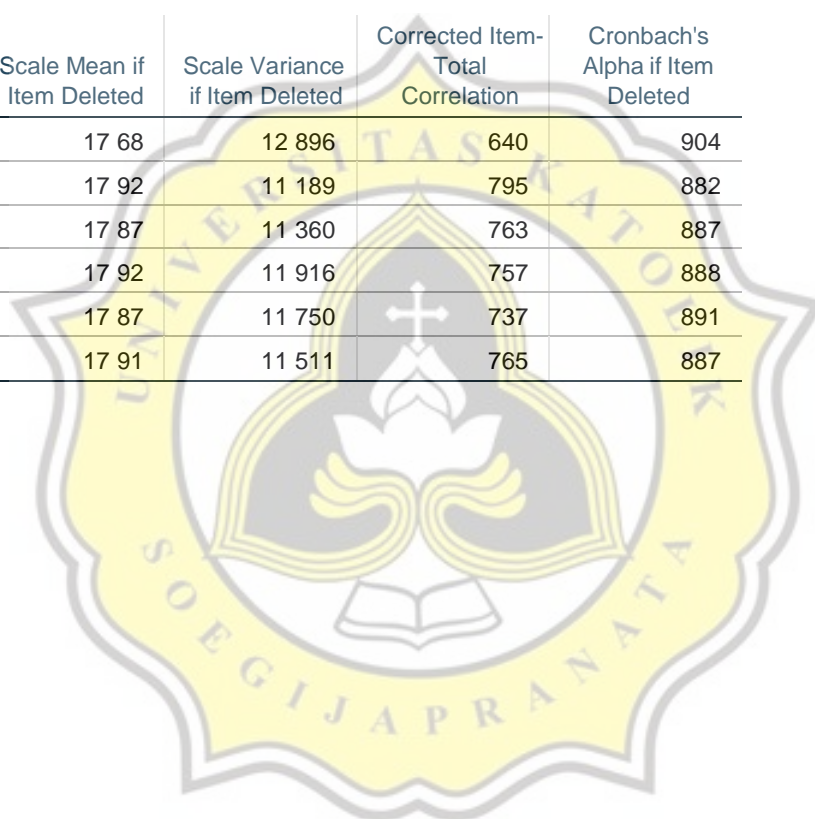 Scale Mean if Item Deleted Scale Variance if Item Deleted Corrected Item-Total Correlation Cronbach's Alpha if Item Deleted
17 68 12 896 640 904
17 92 11 189 795 882
17 87 11 360 763 887
17 92 11 916 757 888
17 87 11 750 737 891
17 91 11 511 765 887
UNIVERSITAS KATOLIK
SOEGIJAPRANATA